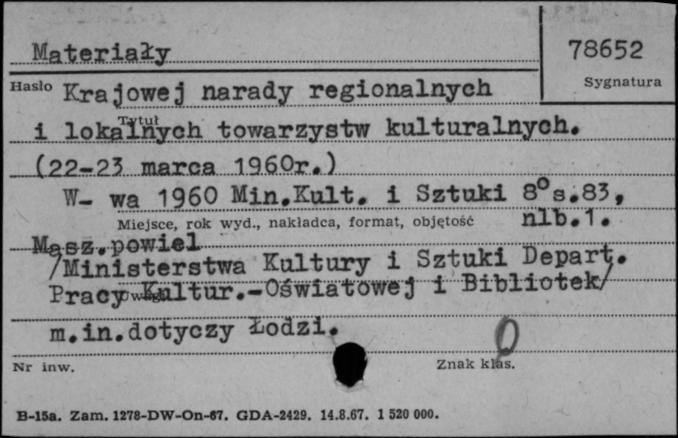 Materiały
78652
Sygnatura
Hasło
Krajowej narady regionalnych
Tytuł
i lokalnych towarzystw kulturalnych.
(22-23 marca 1960r.)
W- wa 1960 Min.Kult. i Sztuki 8° s.83,
Miejsce, rok wyd., nakładca, format, objętość
nlb.1.
Masz.powiel
/Ministerstwa Kultury i Sztuki Depart.
Pracy Kultur.-Oświatowej i Bibliotek/
Uwagi
m.in.dotyczy Łodzi.
0
Nr inw.
Znak klas.
B-15a. Zam. 1278-DW-On-67. GDA-2429. 14.8.67. 1 520 000.